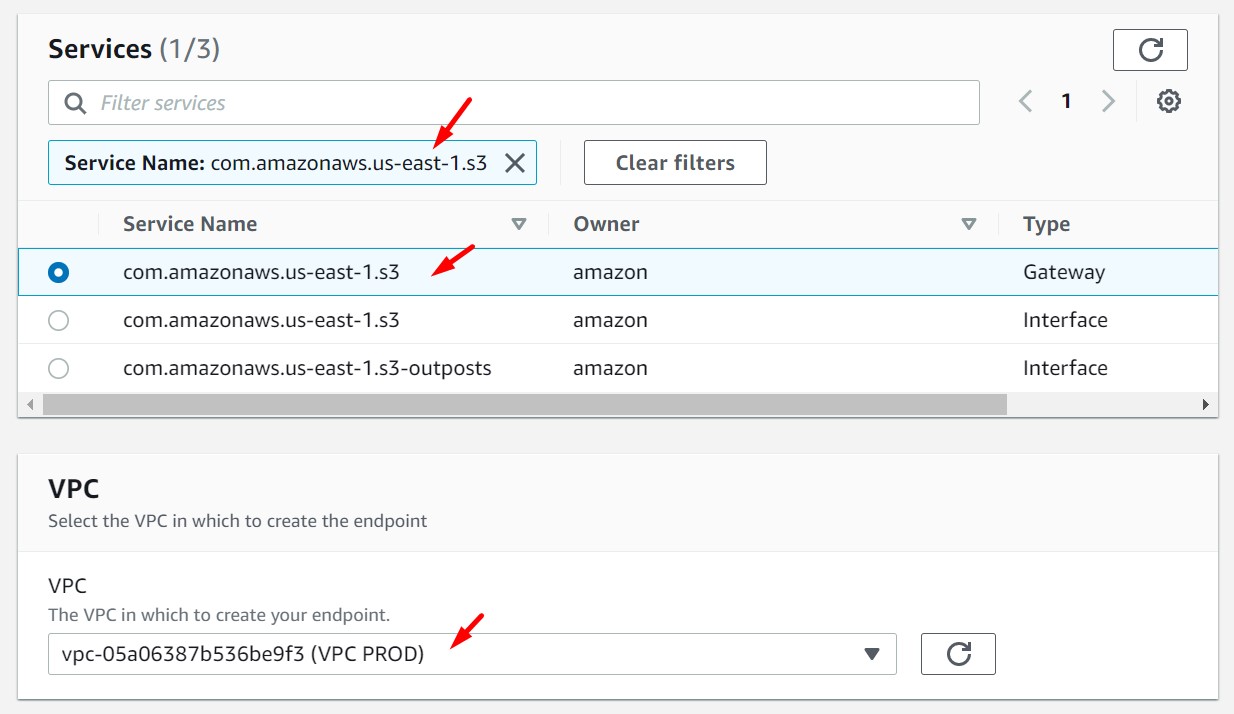 Services (1/3)
Filter services
1
Service Name: com.amazonaws.us-east-1.s3
Clear filters
Service Name Owner Type
com.amazonaws.us-east-1.s3 amazon Gateway
com.amazonaws.us-east-1.s3 amazon Interface
com.amazonaws.us-east-1.s3-outposts amazon Interface
VPC
Select the VPC in which to create the endpoint
VPC
The VPC in which to create your endpoint.
vpc-05a06387b536be9f3 (VPC PROD)